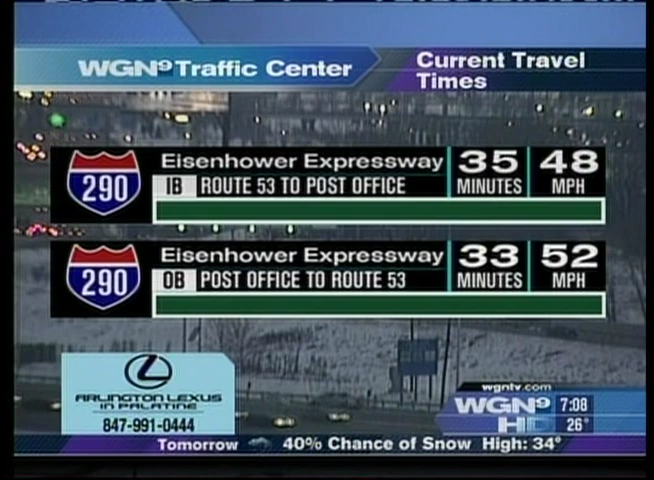 WGN9 Traffic Center
Current Travel
Times
290
Eisenhower Expressway
35
MINUTES
48
MPH
IB ROUTE 53 TO POST OFFICE
290
Eisenhower Expressway
33
MINUTES
52
MPH
OB POST OFFICE TO ROUTE 53
ARLINGTON LEXUS
IN PALATINE
847-991-0444
wgntv.com
WGN9 7:08
HD 26°
Tomorrow 40% Chance of Snow High: 34°